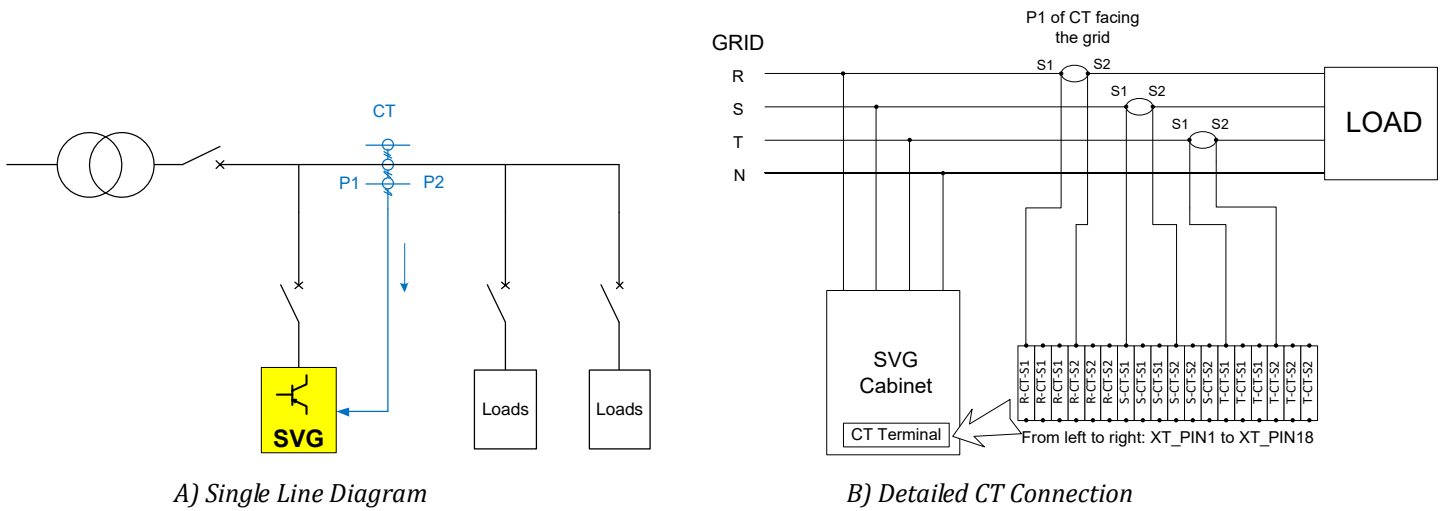 CT
P1
P2
SVG
Loads
Loads
A) Single Line Diagram
P1 of CT facing
the grid
GRID
R
S1
S2
S
S1
S2
T
S1
S2
N
LOAD
SVG
Cabinet
CT Terminal
R-CT-S1
R-CT-S1
R-CT-S1
R-CT-S2
R-CT-S2
R-CT-S2
S-CT-S1
S-CT-S1
S-CT-S1
S-CT-S2
S-CT-S2
S-CT-S2
T-CT-S1
T-CT-S1
T-CT-S1
T-CT-S2
T-CT-S2
T-CT-S2
From left to right: XT_PIN1 to XT_PIN18
B) Detailed CT Connection